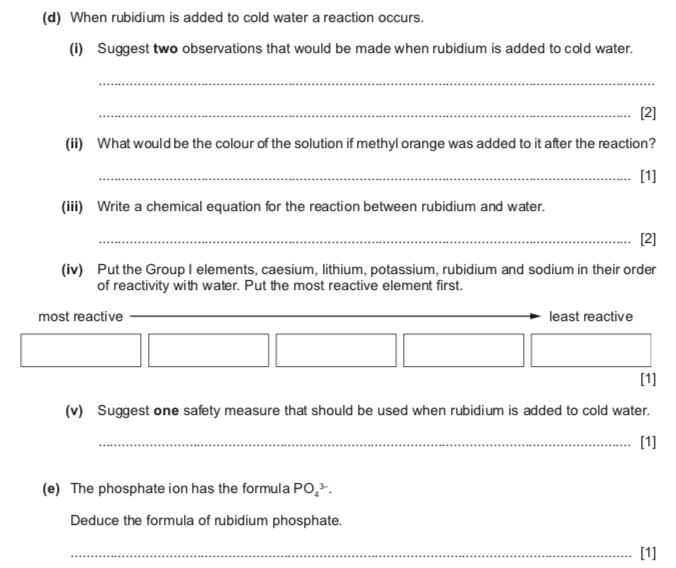 (d) When rubidium is added to cold water a reaction occurs.
(i) Suggest two observations that would be made when rubidium is added to cold water.
[2]
(ii) What would be the colour of the solution if methyl orange was added to it after the reaction?
[1]
(iii) Write a chemical equation for the reaction between rubidium and water.
[2]
(iv) Put the Group I elements, caesium, lithium, potassium, rubidium and sodium in their order
of reactivity with water. Put the most reactive element first.
most reactive least reactive
[1]
(v) Suggest one safety measure that should be used when rubidium is added to cold water.
[1]
(e) The phosphate ion has the formula PO₄³⁻.
Deduce the formula of rubidium phosphate.
[1]